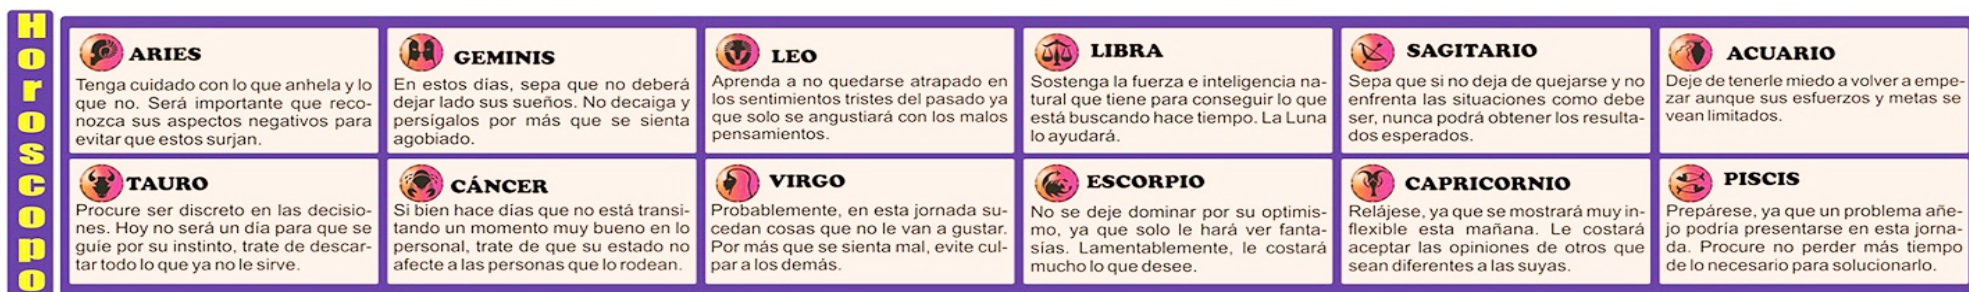 Horoscopo
ARIES
Tenga cuidado con lo que anhela y lo
que no. Será importante que reco-
nozca sus aspectos negativos para
evitar que estos surjan.
GEMINIS
En estos días, sepa que no deberá
dejar lado sus sueños. No decaiga y
persígalos por más que se sienta
agobiado.
LEO
Aprenda a no quedarse atrapado en
los sentimientos tristes del pasado ya
que solo se angustiará con los malos
pensamientos.
LIBRA
Sostenga la fuerza e inteligencia na-
tural que tiene para conseguir lo que
está buscando hace tiempo. La Luna
lo ayudará.
SAGITARIO
Sepa que si no deja de quejarse y no
enfrenta las situaciones como debe
ser, nunca podrá obtener los resulta-
dos esperados.
ACUARIO
Deje de tenerle miedo a volver a empe-
zar aunque sus esfuerzos y metas se
vean limitados.
TAURO
Procure ser discreto en las decisio-
nes. Hoy no será un día para que se
guíe por su instinto, trate de descar-
tar todo lo que ya no le sirve.
CÁNCER
Si bien hace días que no está transi-
tando un momento muy bueno en lo
personal, trate de que su estado no
afecte a las personas que lo rodean.
VIRGO
Probablemente, en esta jornada su-
cedan cosas que no le van a gustar.
Por más que se sienta mal, evite cul-
par a los demás.
ESCORPIO
No se deje dominar por su optimis-
mo, ya que solo le hará ver fanta-
sías. Lamentablemente, le costará
mucho lo que desee.
CAPRICORNIO
Relájese, ya que se mostrará muy in-
flexible esta mañana. Le costará
aceptar las opiniones de otros que
sean diferentes a las suyas.
PISCIS
Prepárese, ya que un problema añe-
jo podría presentarse en esta jorna-
da. Procure no perder más tiempo
de lo necesario para solucionarlo.